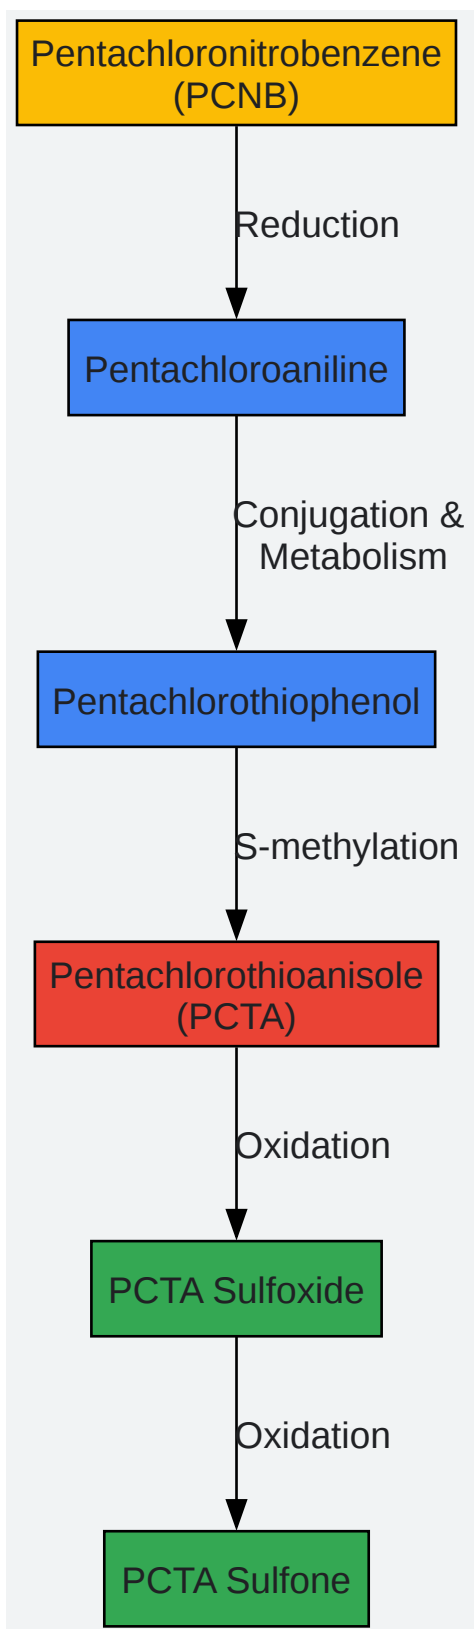 Pentachloronitrobenzene
(PCNB)
Reduction
Pentachloroaniline
Conjugation &
Metabolism
Pentachlorothiophenol
S-methylation
Pentachlorothioanisole
(PCTA)
Oxidation
PCTA Sulfoxide
Oxidation
PCTA Sulfone